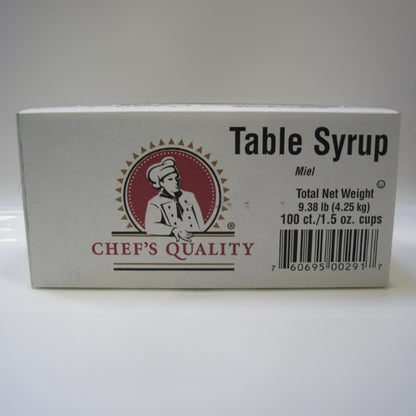 Table Syrup
Miel
Total Net Weight
9.38 lb (4.25 kg)
100 ct./1.5 oz. cups
CHEF'S QUALITY®
7 60695 00291 7